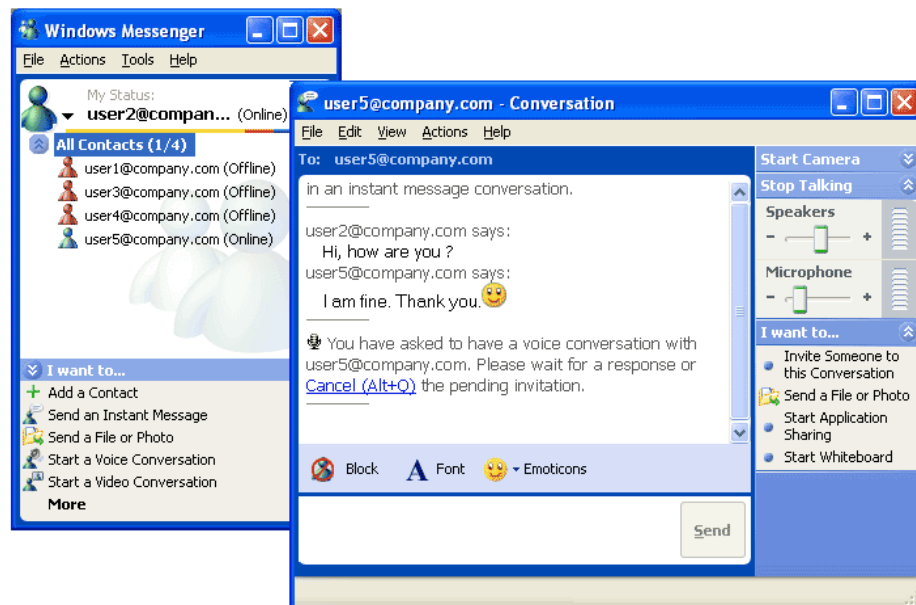 Windows Messenger
File Actions Tools Help
My Status:
user2@compan... (Online)
All Contacts (1/4)
user1@company.com (Offline)
user3@company.com (Offline)
user4@company.com (Offline)
user5@company.com (Online)
I want to...
Add a Contact
Send an Instant Message
Send a File or Photo
Start a Voice Conversation
Start a Video Conversation
More
user5@company.com - Conversation
File Edit View Actions Help
To: user5@company.com
in an instant message conversation.
user2@company.com says:
Hi, how are you ?
user5@company.com says:
I am fine. Thank you.
You have asked to have a voice conversation with
user5@company.com. Please wait for a response or
Cancel (Alt+Q) the pending invitation.
Block Font Emoticons
Send
Start Camera
Stop Talking
Speakers
- +
Microphone
- +
I want to...
Invite Someone to
this Conversation
Send a File or Photo
Start Application
Sharing
Start Whiteboard